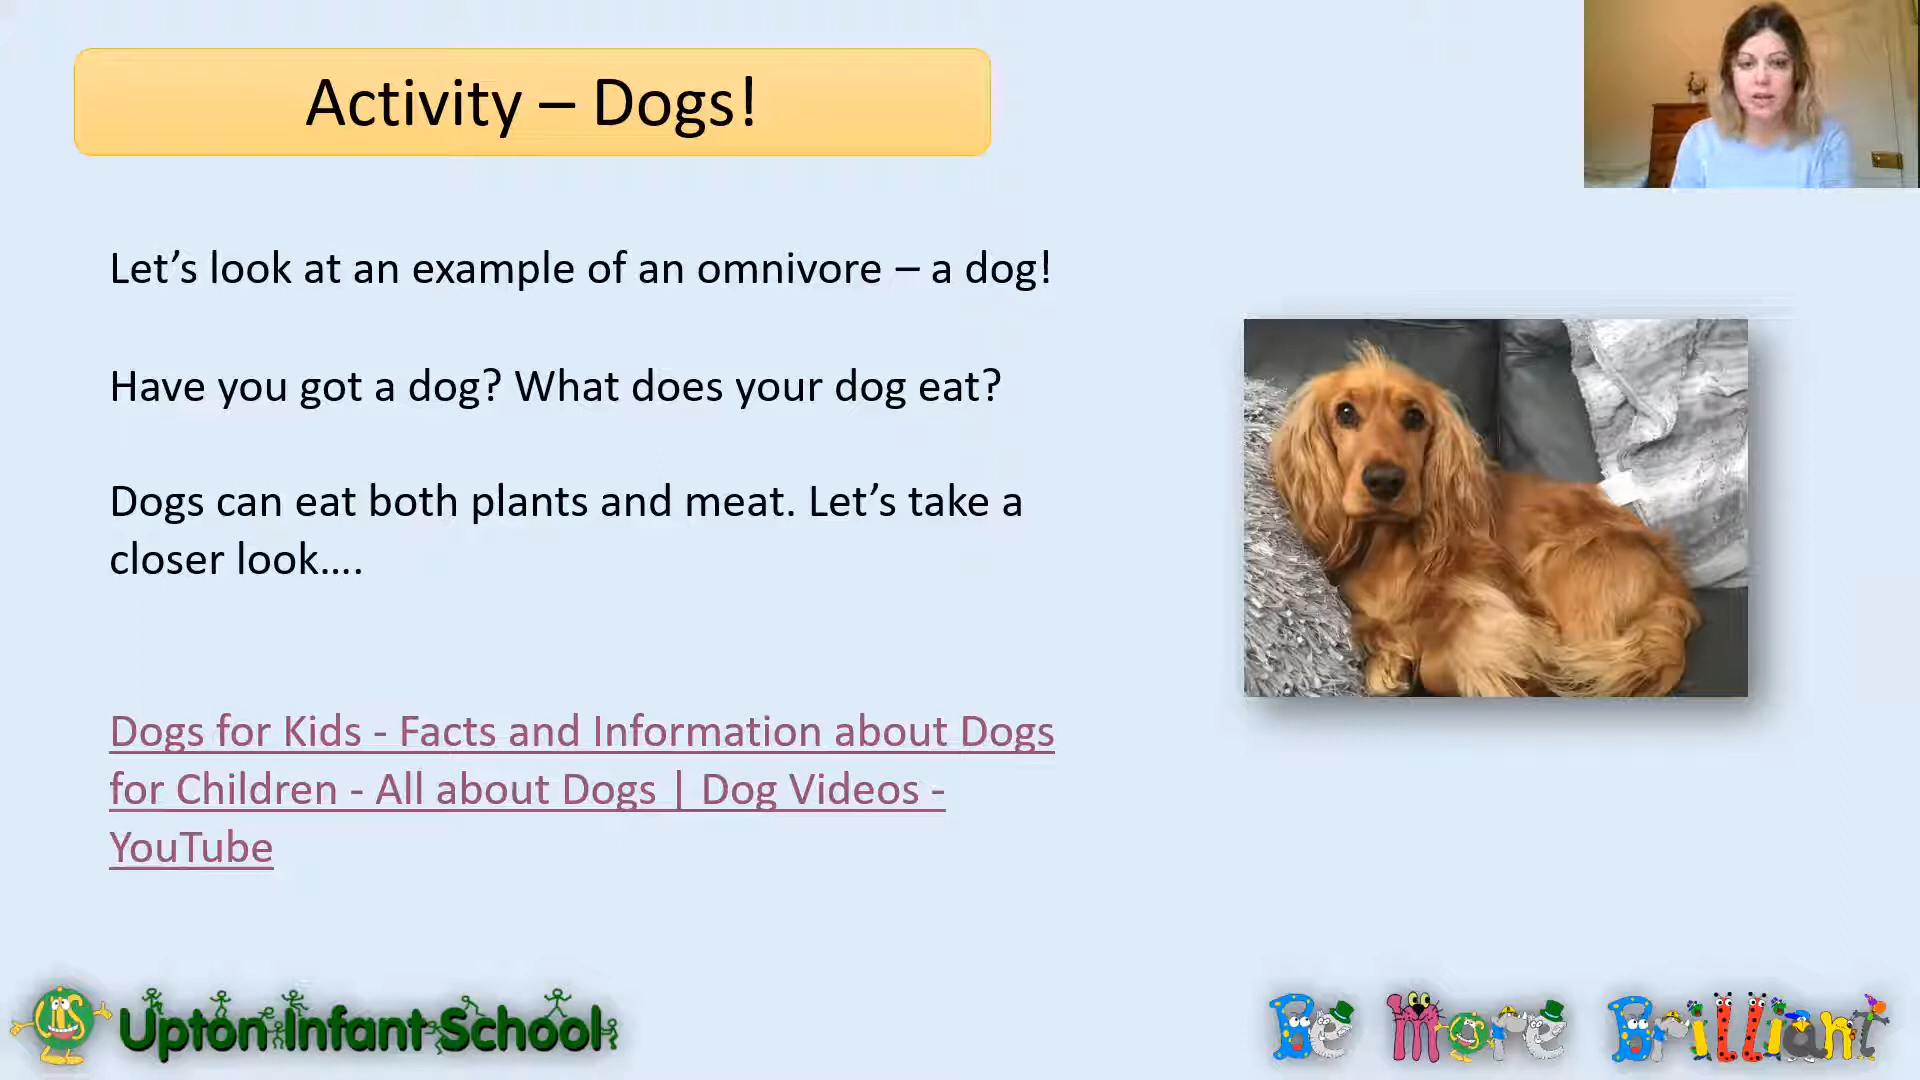 Activity – Dogs!
Let’s look at an example of an omnivore – a dog!
Have you got a dog? What does your dog eat?
Dogs can eat both plants and meat. Let’s take a
closer look….
Dogs for Kids - Facts and Information about Dogs
for Children - All about Dogs | Dog Videos -
YouTube
UIS Upton Infant School
Be More Brilliant